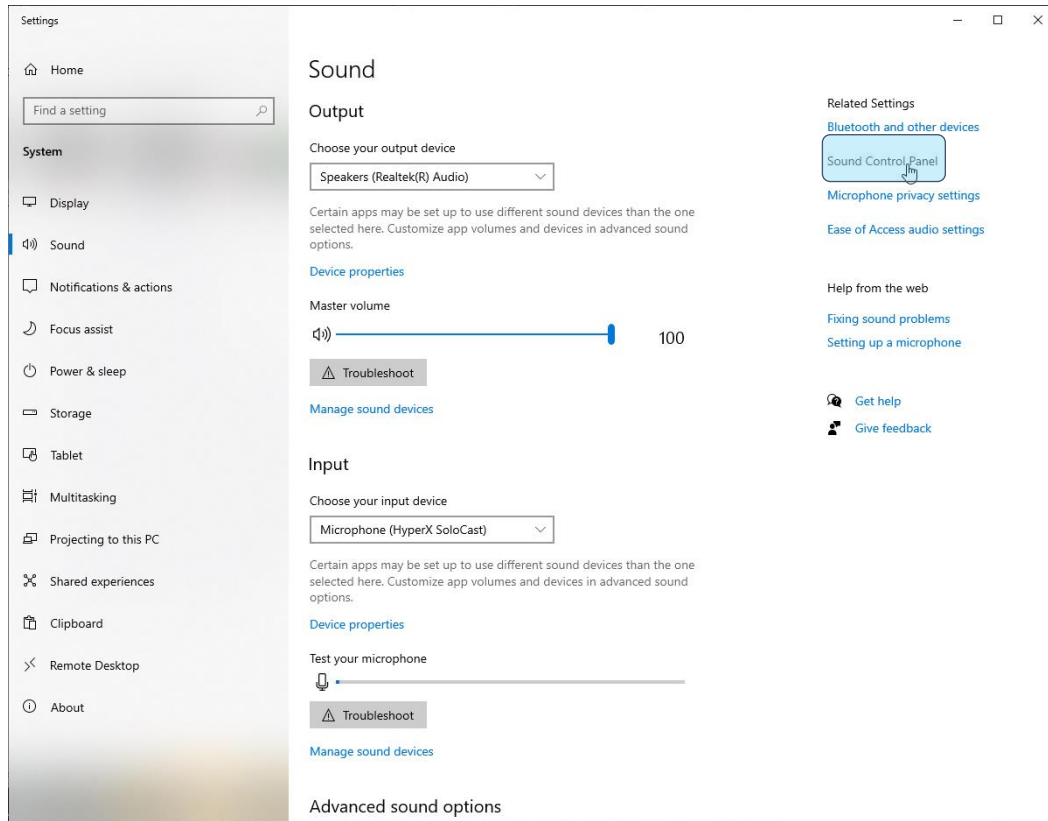 Settings
Home
Find a setting
System
Display
Sound
Notifications & actions
Focus assist
Power & sleep
Storage
Tablet
Multitasking
Projecting to this PC
Shared experiences
Clipboard
Remote Desktop
About
Sound
Output
Choose your output device
Speakers (Realtek(R) Audio)
Certain apps may be set up to use different sound devices than the one
selected here. Customize app volumes and devices in advanced sound
options.
Device properties
Master volume
100
Troubleshoot
Manage sound devices
Input
Choose your input device
Microphone (HyperX SoloCast)
Certain apps may be set up to use different sound devices than the one
selected here. Customize app volumes and devices in advanced sound
options.
Device properties
Test your microphone
Troubleshoot
Manage sound devices
Advanced sound options
Related Settings
Bluetooth and other devices
Sound Control Panel
Microphone privacy settings
Ease of Access audio settings
Help from the web
Fixing sound problems
Setting up a microphone
Get help
Give feedback